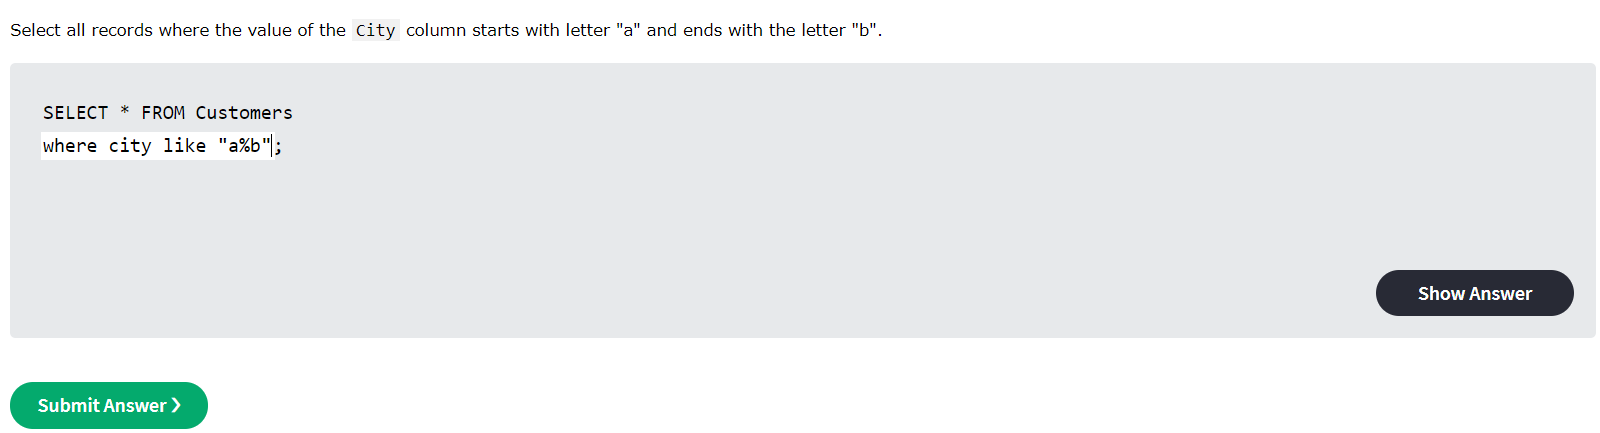 Select all records where the value of the City column starts with letter "a" and ends with the letter "b".
SELECT * FROM Customers
where city like "a%b";
Show Answer
Submit Answer ❯